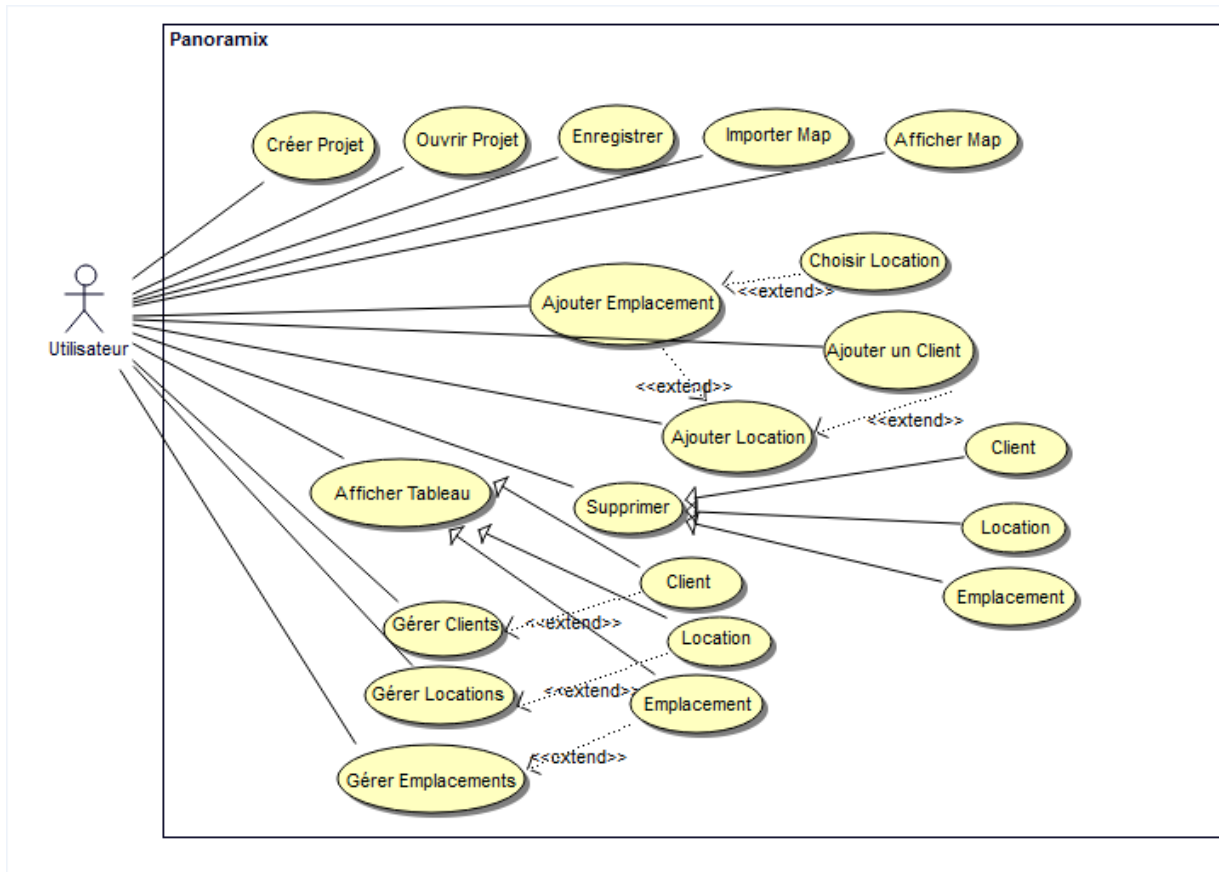 Panoramix
Créer Projet
Ouvrir Projet
Enregistrer
Importer Map
Afficher Map
Utilisateur
Choisir Location
<<extend>>
Ajouter Emplacement
Ajouter un Client
<<extend>>
<<extend>>
Ajouter Location
Client
Afficher Tableau
Supprimer
Location
Client
Emplacement
Gérer Clients
<<extend>>
Location
Gérer Locations
<<extend>>
Emplacement
<<extend>>
Gérer Emplacements